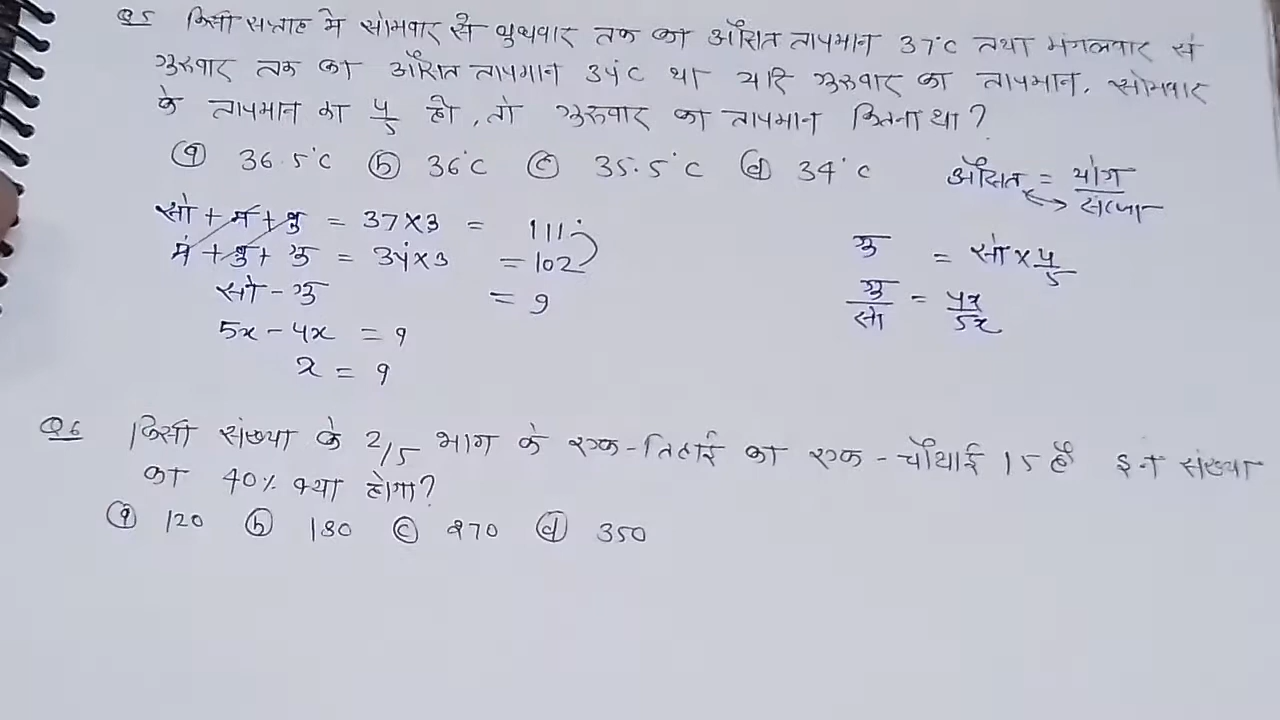 Q5 किसी सप्ताह मे सोमवार से बुधवार तक का औसत तापमान 37°C तथा मंगलवार से
गुरुवार तक का औसत तापमान 34°C था यदि गुरुवार का तापमान, सोमवार
के तापमान का 4/5 हो, तो गुरुवार का तापमान कितना था?
(a) 36.5°C (b) 36°C (c) 35.5°C (d) 34°C
औसत = योग/संख्या
सो + मं + बु = 37×3 = 111
मं + बु + गु = 34×3 = 102
सो - गु = 9
5x - 4x = 9
x = 9
गु = सो × 4/5
गु/सो = 4x/5x
Q6 किसी संख्या के 2/5 भाग के एक-तिहाई का एक-चौथाई 15 है इन संख्या
का 40% क्या होगा?
(a) 120 (b) 180 (c) 270 (d) 350